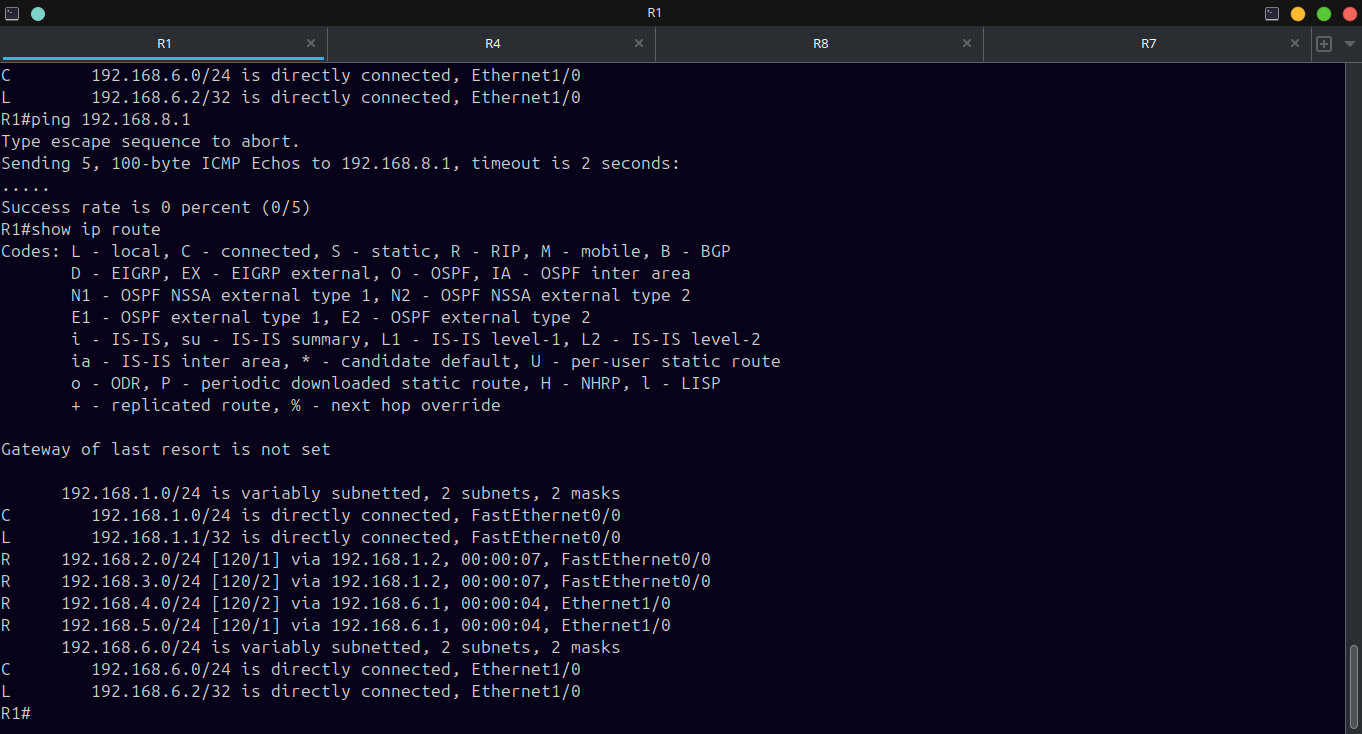 R1
R1
R4
R8
R7
C        192.168.6.0/24 is directly connected, Ethernet1/0
L        192.168.6.2/32 is directly connected, Ethernet1/0
R1#ping 192.168.8.1
Type escape sequence to abort.
Sending 5, 100-byte ICMP Echos to 192.168.8.1, timeout is 2 seconds:
.....
Success rate is 0 percent (0/5)
R1#show ip route
Codes: L - local, C - connected, S - static, R - RIP, M - mobile, B - BGP
       D - EIGRP, EX - EIGRP external, O - OSPF, IA - OSPF inter area
       N1 - OSPF NSSA external type 1, N2 - OSPF NSSA external type 2
       E1 - OSPF external type 1, E2 - OSPF external type 2
       i - IS-IS, su - IS-IS summary, L1 - IS-IS level-1, L2 - IS-IS level-2
       ia - IS-IS inter area, * - candidate default, U - per-user static route
       o - ODR, P - periodic downloaded static route, H - NHRP, l - LISP
       + - replicated route, % - next hop override

Gateway of last resort is not set

      192.168.1.0/24 is variably subnetted, 2 subnets, 2 masks
C        192.168.1.0/24 is directly connected, FastEthernet0/0
L        192.168.1.1/32 is directly connected, FastEthernet0/0
R     192.168.2.0/24 [120/1] via 192.168.1.2, 00:00:07, FastEthernet0/0
R     192.168.3.0/24 [120/2] via 192.168.1.2, 00:00:07, FastEthernet0/0
R     192.168.4.0/24 [120/2] via 192.168.6.1, 00:00:04, Ethernet1/0
R     192.168.5.0/24 [120/1] via 192.168.6.1, 00:00:04, Ethernet1/0
      192.168.6.0/24 is variably subnetted, 2 subnets, 2 masks
C        192.168.6.0/24 is directly connected, Ethernet1/0
L        192.168.6.2/32 is directly connected, Ethernet1/0
R1#